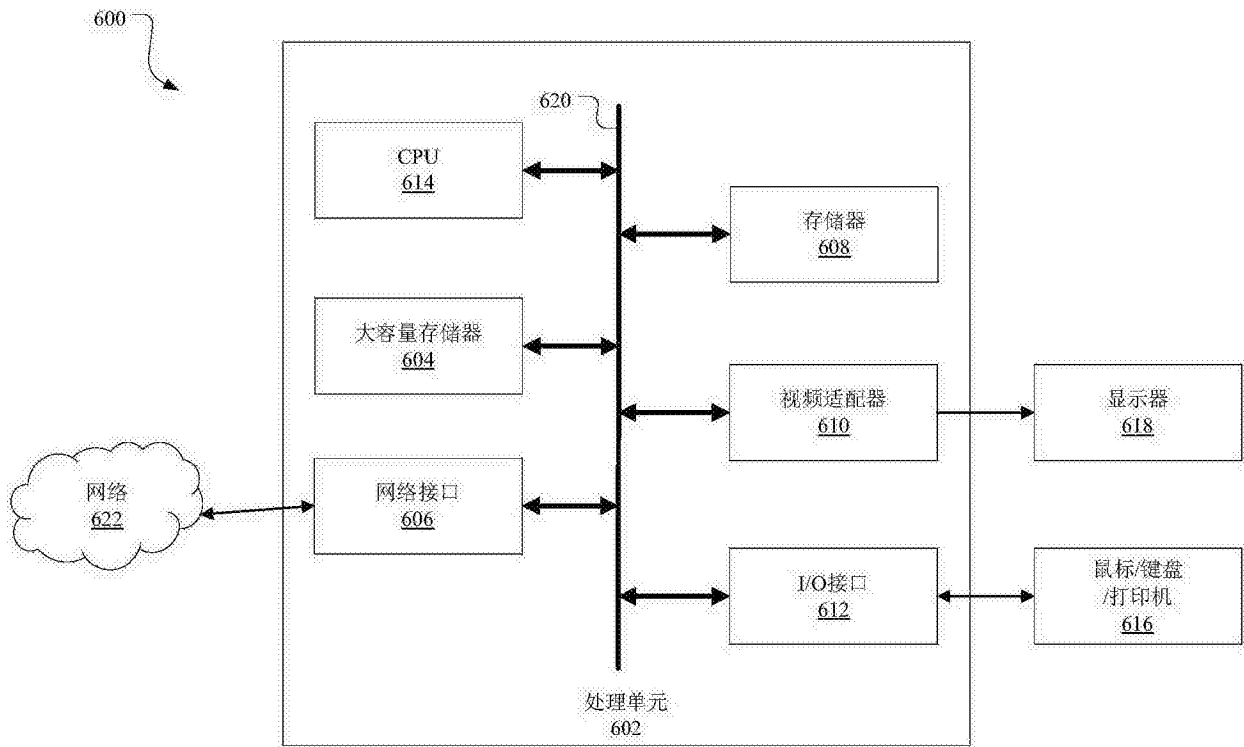 600
620
CPU
614
存储器
608
大容量存储器
604
视频适配器
610
显示器
618
网络
622
网络接口
606
I/O接口
612
鼠标/键盘
/打印机
616
处理单元
602